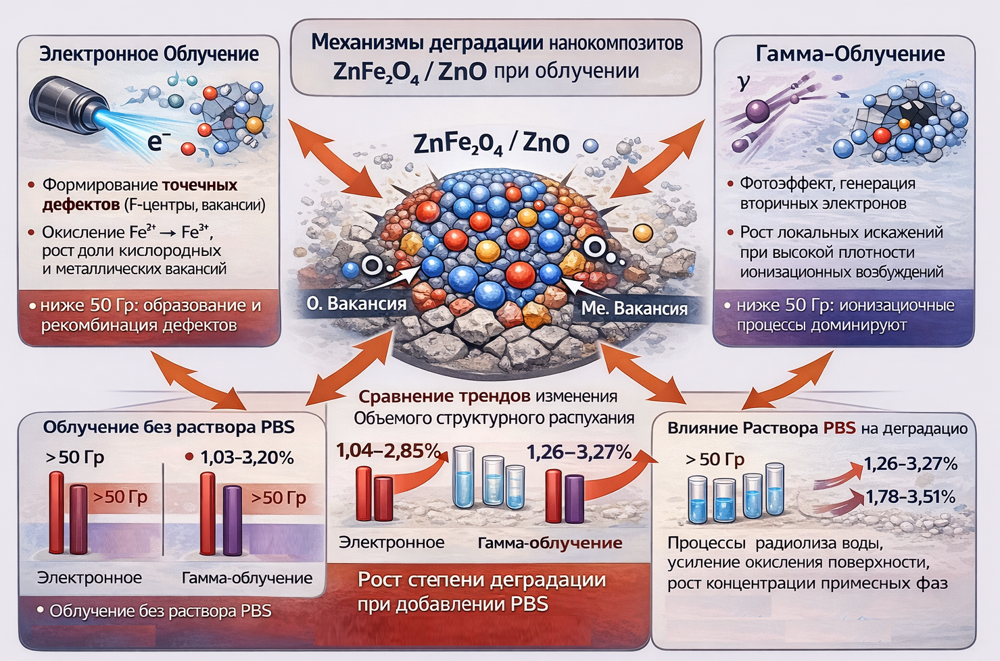 Механизмы деградации нанокомпозитов
ZnFe₂O₄ / ZnO при облучении
Электронное Облучение
e⁻
• Формирование точечных
дефектов (F-центры, вакансии)
• Окисление Fe²⁺ → Fe³⁺,
рост доли кислородных
и металлических вакансий
• ниже 50 Гр: образование и
рекомбинация дефектов
ZnFe₂O₄ / ZnO
О. Вакансия
Ме. Вакансия
Гамма-Облучение
γ
• Фотоэффект, генерация
вторичных электронов
• Рост локальных искажений
при высокой плотности
ионизационных возбуждений
• ниже 50 Гр: ионизациочные
процессы доминируют
Облучение без раствора PBS
>50 Гр
• 1,03–3,20%
>50 Гр
>50 Гр
Электронное
Гамма-облучение
• Облучение без раствора PBS
Сравнение трендов изменения
Объемого структурного распухания
1,04–2,85%
1,26–3,27%
Электронное
Гамма-облучение
Рост степени деградации
при добавлении PBS
Влияние Раствора PBS на деградацио
>50 Гр
1,26–3,27%
1,78–3,51%
Процессы радиолиза воды,
усиление окисления поверхности,
рост концентрации примесных фаз